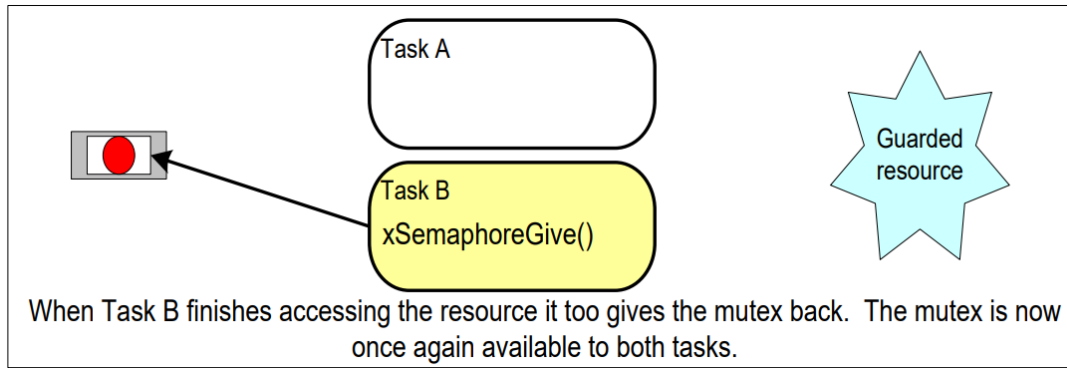 Task A
Guarded
resource
Task B
xSemaphoreGive()
When Task B finishes accessing the resource it too gives the mutex back.  The mutex is now
once again available to both tasks.